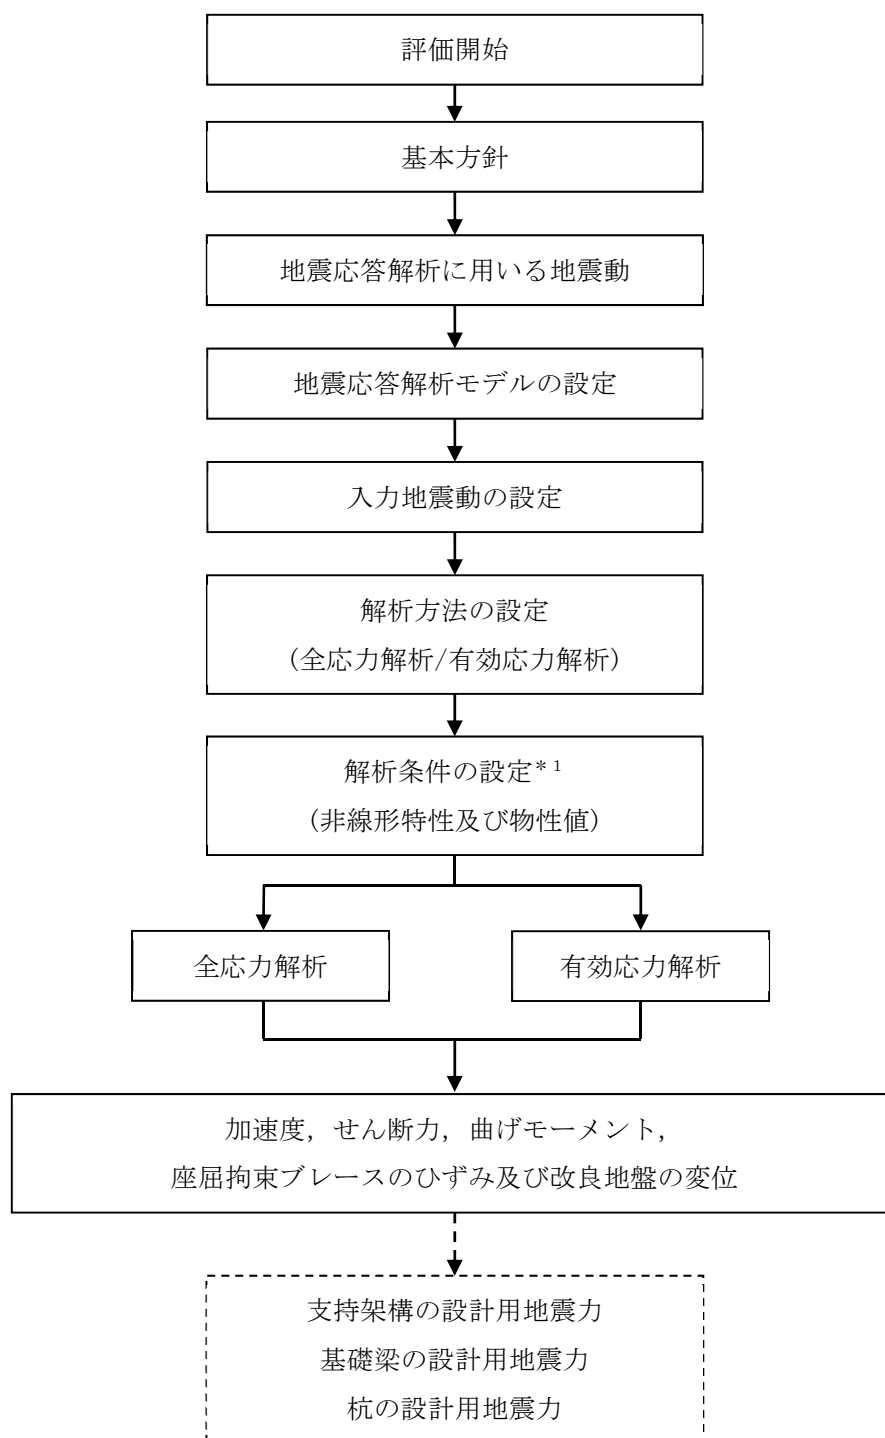 評価開始
基本方針
地震応答解析に用いる地震動
地震応答解析モデルの設定
入力地震動の設定
解析方法の設定
(全応力解析/有効応力解析)
解析条件の設定*1
(非線形特性及び物性値)
全応力解析
有効応力解析
加速度，せん断力，曲げモーメント，
座屈拘束ブレースのひずみ及び改良地盤の変位
支持架構の設計用地震力
基礎梁の設計用地震力
杭の設計用地震力